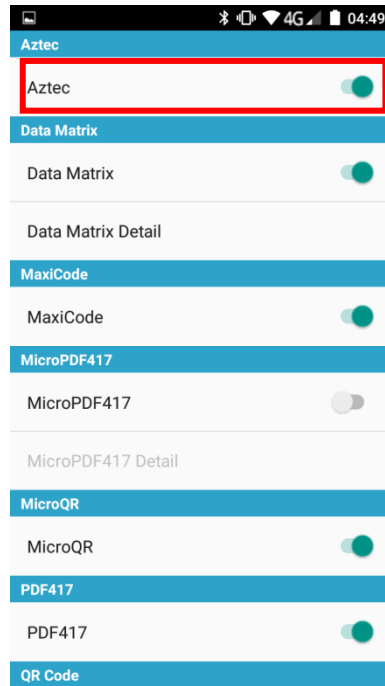 4G 04:49
Aztec
Aztec
Data Matrix
Data Matrix
Data Matrix Detail
MaxiCode
MaxiCode
MicroPDF417
MicroPDF417
MicroPDF417 Detail
MicroQR
MicroQR
PDF417
PDF417
QR Code